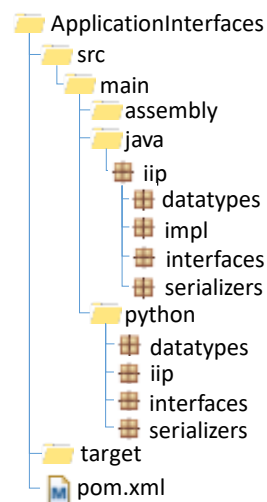 ApplicationInterfaces
src
main
assembly
java
iip
datatypes
impl
interfaces
serializers
python
datatypes
iip
interfaces
serializers
target
M pom.xml